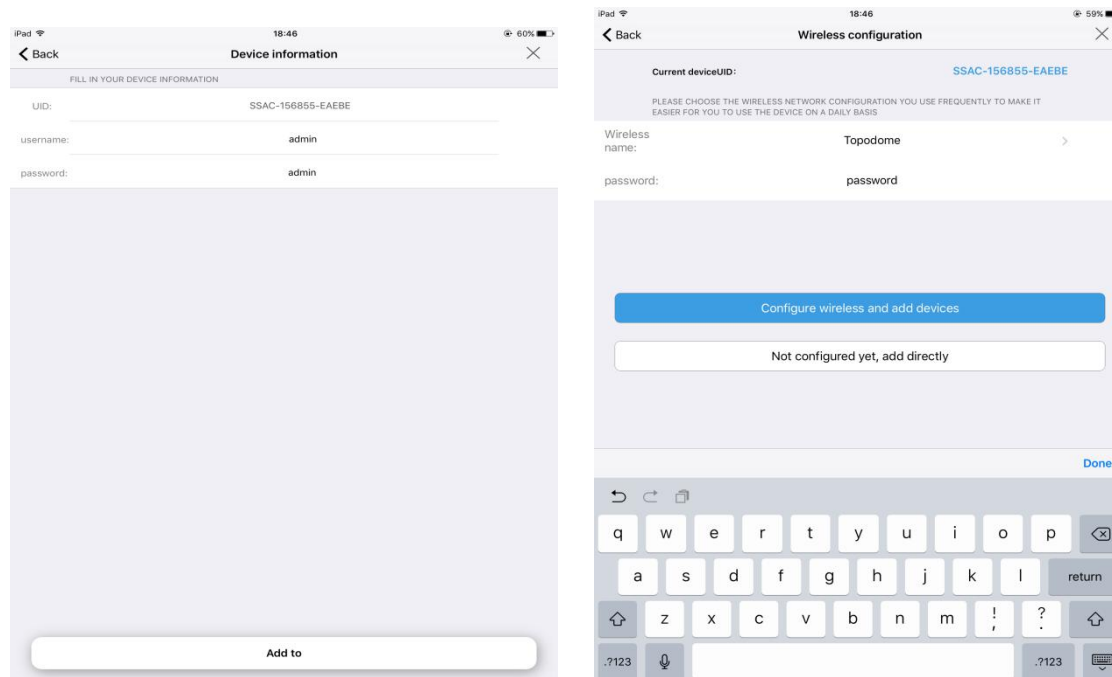 iPad 18:46 60%
Back Device information
FILL IN YOUR DEVICE INFORMATION
UID: SSAC-156855-EAEBE
username: admin
password: admin
Add to
iPad 18:46 59%
Back Wireless configuration
Current deviceUID: SSAC-156855-EAEBE
PLEASE CHOOSE THE WIRELESS NETWORK CONFIGURATION YOU USE FREQUENTLY TO MAKE IT
EASIER FOR YOU TO USE THE DEVICE ON A DAILY BASIS
Wireless
name: Topodome
password: password
Configure wireless and add devices
Not configured yet, add directly
Done
q w e r t y u i o p
a s d f g h j k l return
z x c v b n m ! , ? .
.?123 .?123